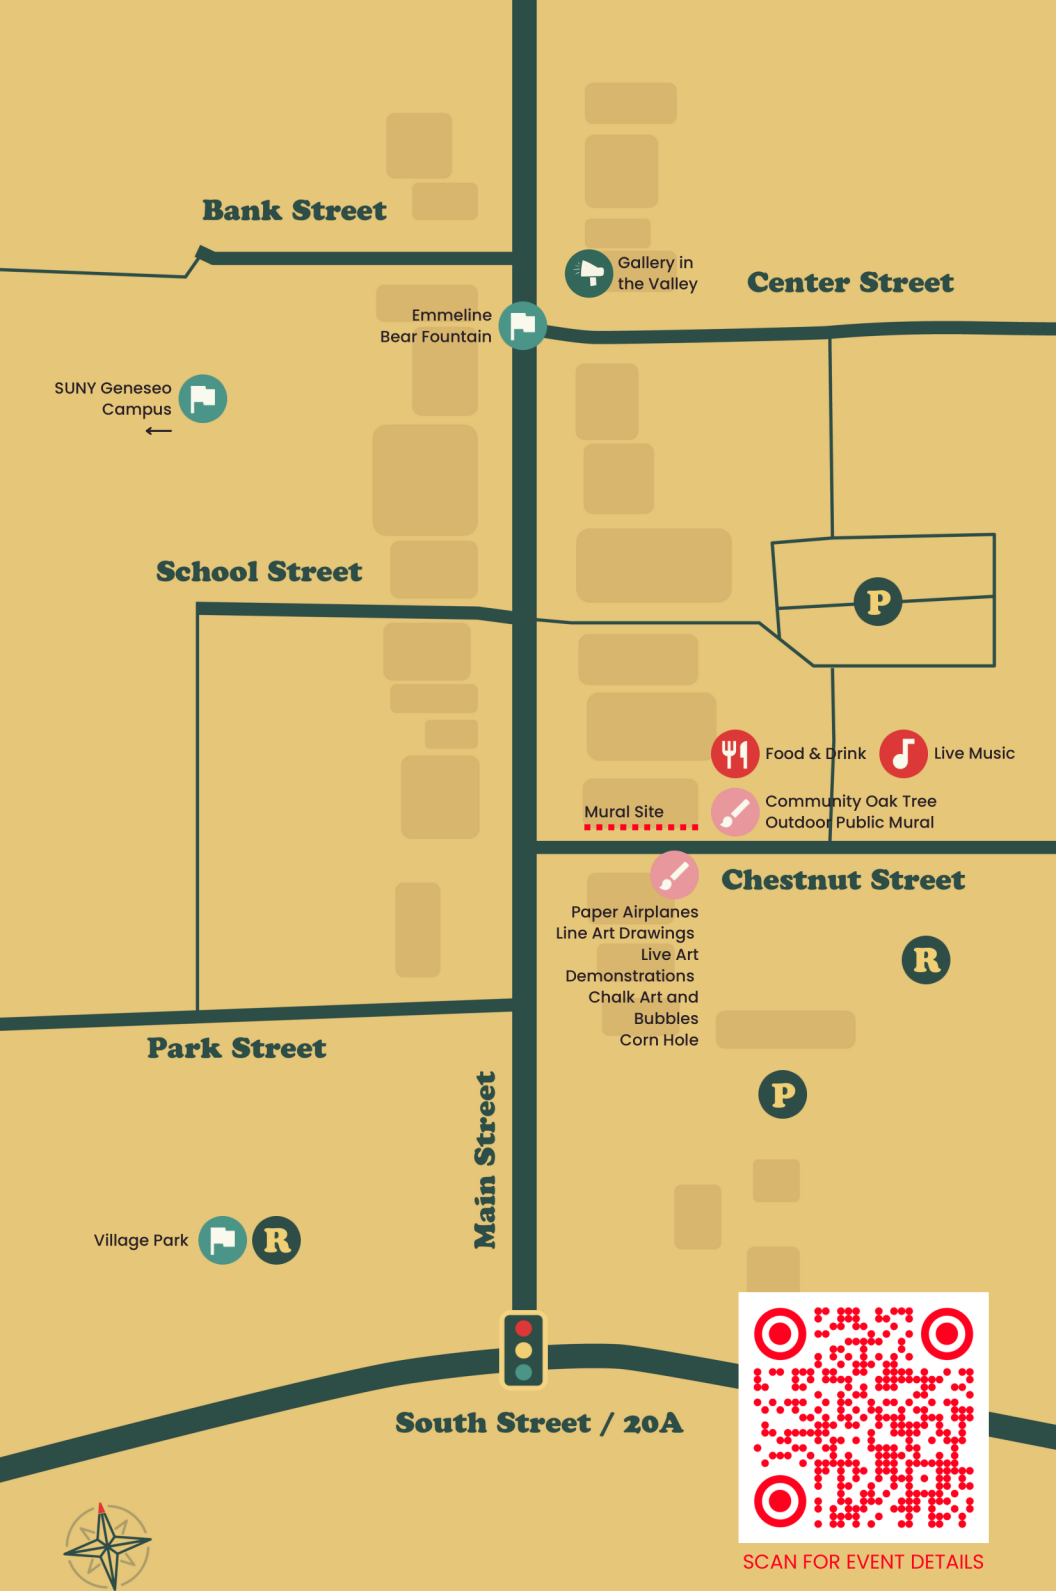 Bank Street
Gallery in
the Valley
Center Street
Emmeline
Bear Fountain
SUNY Geneseo
Campus
←
School Street
P
Food & Drink
Live Music
Mural Site
Community Oak Tree
Outdoor Public Mural
Chestnut Street
Paper Airplanes
Line Art Drawings
Live Art
Demonstrations
Chalk Art and
Bubbles
Corn Hole
R
Park Street
P
Main Street
Village Park
R
South Street / 20A
SCAN FOR EVENT DETAILS